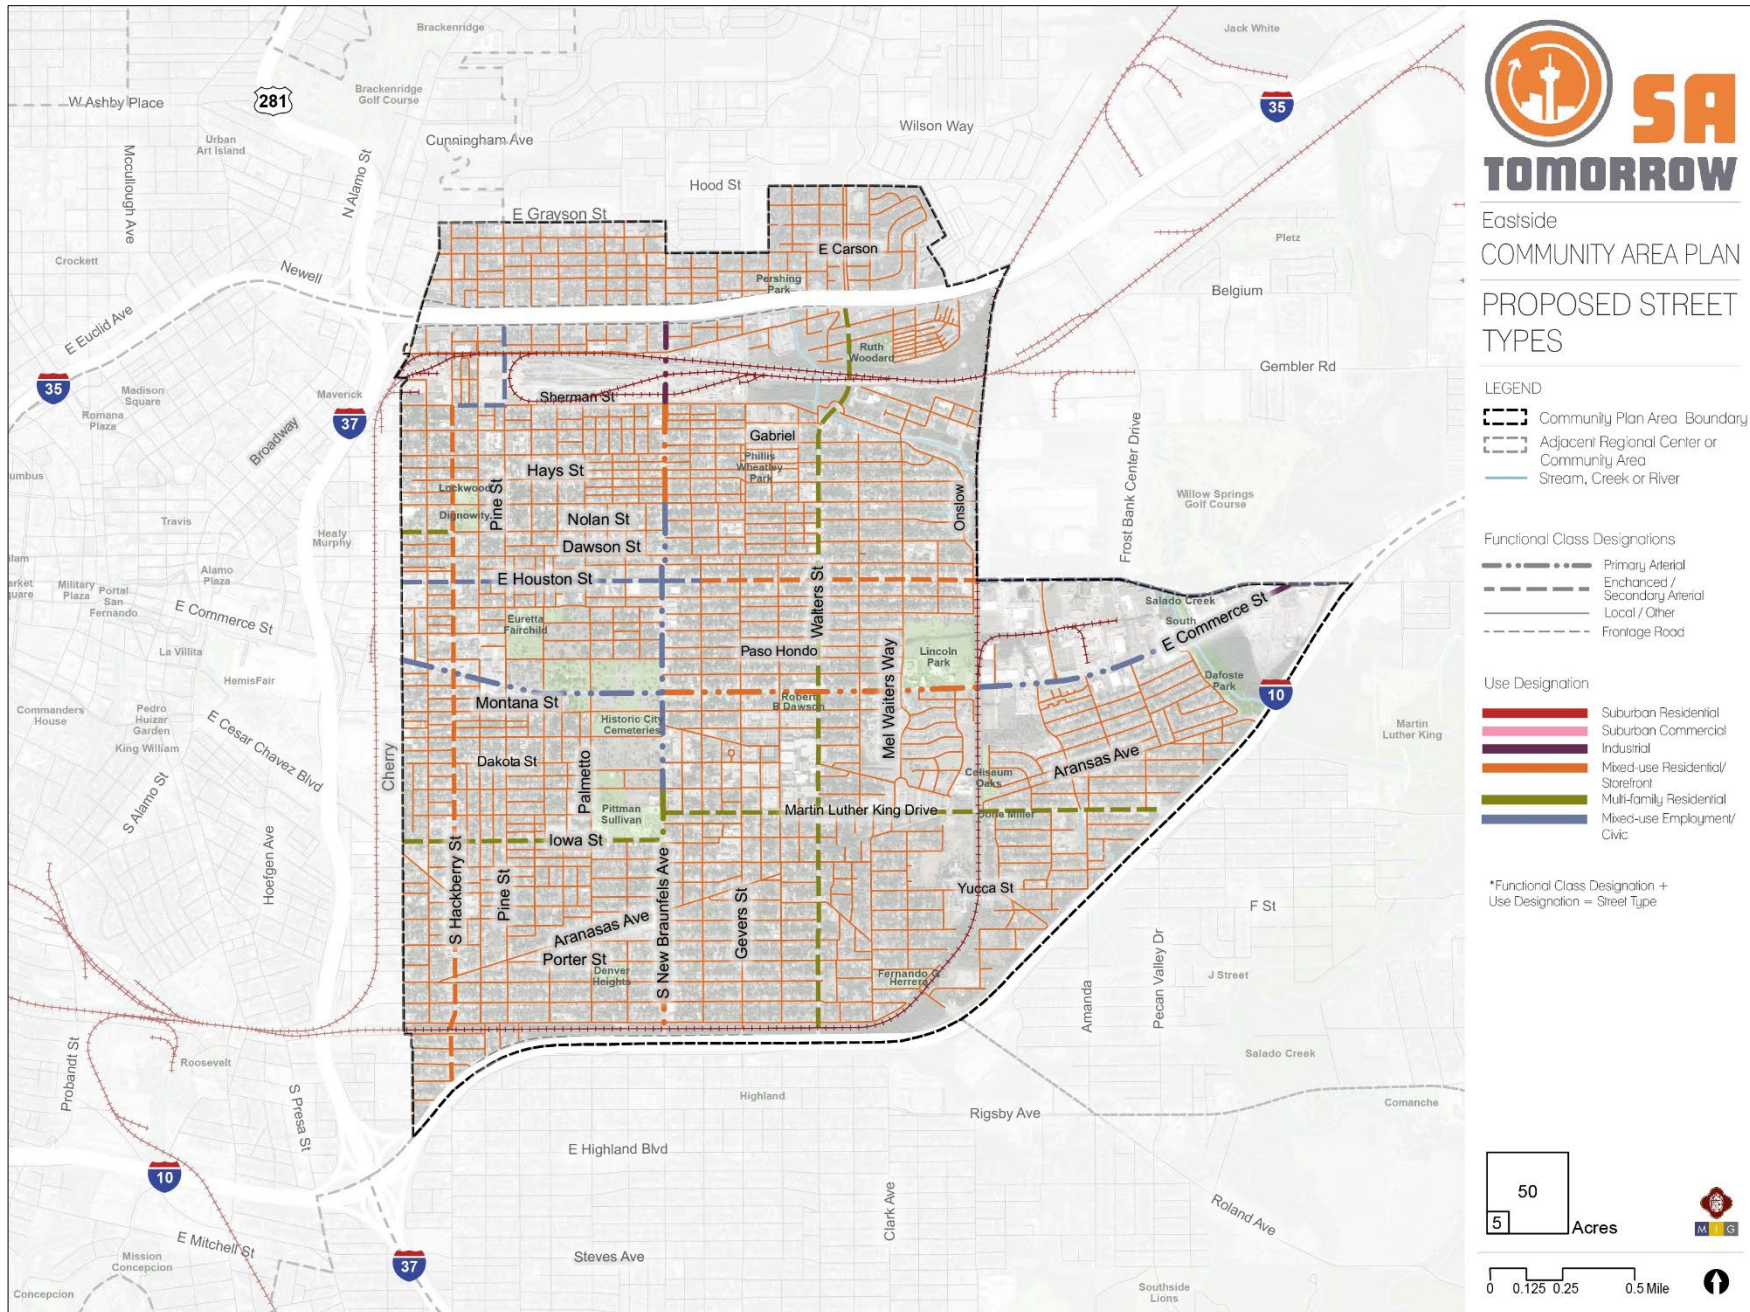 Brackenridge
Jack White
W Ashby Place
281
Brackenridge
Golf Course
35
Urban
Art Island
Cunningham Ave
Wilson Way
Mccullough Ave
N Alamo St
Hood St
E Grayson St
E Carson
Pletz
Crockett
Newell
Pershing
Park
Belgium
E Euclid Ave
Ruth
Woodard
Gembler Rd
35
Madison
Square
Maverick
Sherman St
Romana
Plaza
37
Broadway
Gabriel
Frost Bank Center Drive
Hays St
Phillis
Wheatley
Park
umbus
Lockwood
Pine St
Onslow
Willow Springs
Golf Course
Dignowity
Nolan St
Travis
Healy
Murphy
Dawson St
llam
Alamo
Plaza
E Houston St
Walters St
arket
quare
Military
Plaza
Portal
San
Fernando
Salado Creek
South
E Commerce St
E Commerce St
Euretta
Fairchild
La Villita
Paso Hondo
Mel Waiters Way
Lincoln
Park
HemisFair
Dafoste
Park
10
Commanders
House
Pedro
Huizar
Garden
Montana St
Robert
B Dawson
Historic City
Cemeteries
Martin
Luther King
King William
E Cesar Chavez Blvd
Cherry
Dakota St
Palmetto
Aransas Ave
Coliseum
Oaks
S Alamo St
Pittman
Sullivan
Martin Luther King Drive
Dorie Miller
Iowa St
Hoefgen Ave
S Hackberry St
Pine St
S New Braunfels Ave
Gevers St
Yucca St
F St
Aranasas Ave
Porter St
Denver
Heights
Fernando G
Herrera
Pecan Valley Dr
J Street
Amanda
Probandt St
Roosevelt
Salado Creek
S Presa St
Highland
Rigsby Ave
Comanche
E Highland Blvd
10
Clark Ave
Roland Ave
E Mitchell St
Steves Ave
Mission
Concepcion
37
Concepcion
Southside
Lions
SA
TOMORROW
Eastside
COMMUNITY AREA PLAN
PROPOSED STREET
TYPES
LEGEND
Community Plan Area Boundary
Adjacent Regional Center or
Community Area
Stream, Creek or River
Functional Class Designations
Primary Arterial
Enchanced /
Secondary Arterial
Local / Other
Frontage Road
Use Designation
Suburban Residential
Suburban Commercial
Industrial
Mixed-use Residential/
Storefront
Multi-family Residential
Mixed-use Employment/
Civic
*Functional Class Designation +
Use Designation = Street Type
50
5
Acres
M I G
0 0.125 0.25 0.5 Mile